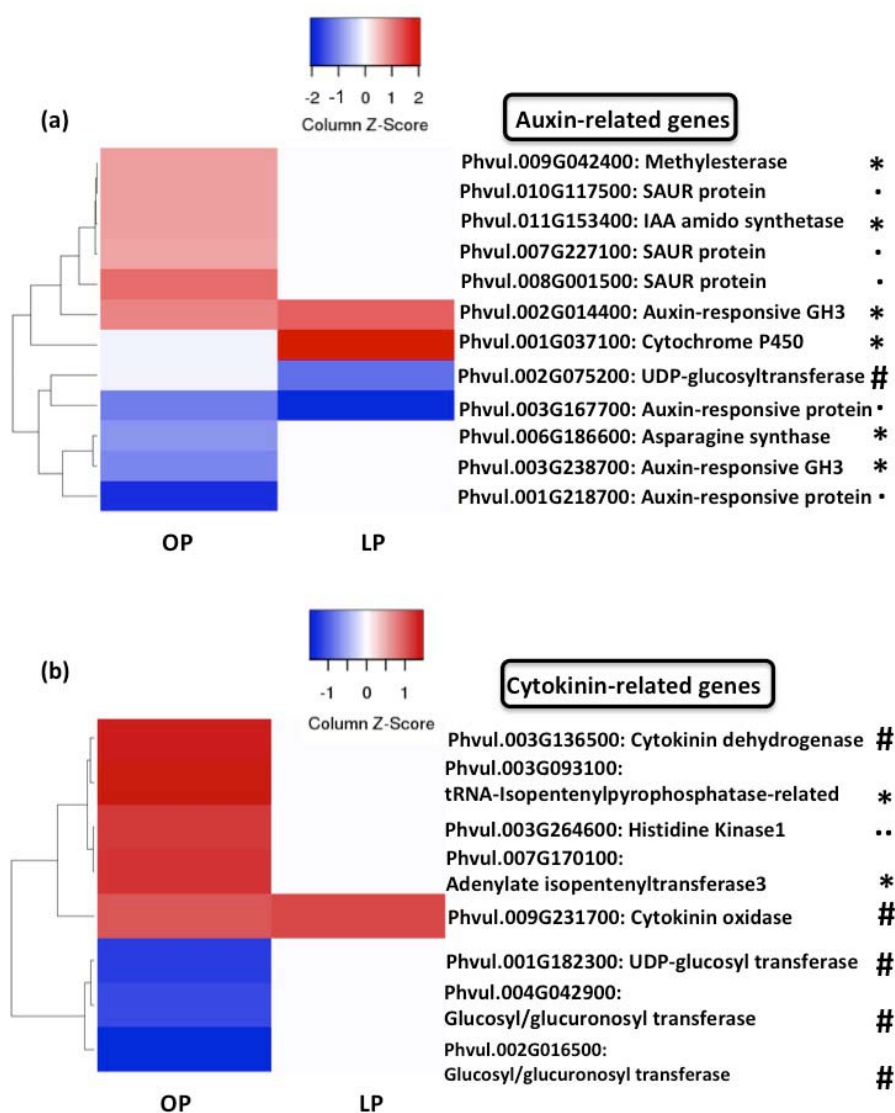 -2 -1 0 1 2
Column Z-Score
(a)
Auxin-related genes
Phvul.009G042400: Methylesterase *
Phvul.010G117500: SAUR protein .
Phvul.011G153400: IAA amido synthetase *
Phvul.007G227100: SAUR protein .
Phvul.008G001500: SAUR protein .
Phvul.002G014400: Auxin-responsive GH3 *
Phvul.001G037100: Cytochrome P450 *
Phvul.002G075200: UDP-glucosyltransferase #
Phvul.003G167700: Auxin-responsive protein .
Phvul.006G186600: Asparagine synthase *
Phvul.003G238700: Auxin-responsive GH3 *
Phvul.001G218700: Auxin-responsive protein .
OP LP
-1 0 1
Column Z-Score
(b)
Cytokinin-related genes
Phvul.003G136500: Cytokinin dehydrogenase #
Phvul.003G093100:
tRNA-Isopentenylpyrophosphatase-related *
Phvul.003G264600: Histidine Kinase1 ..
Phvul.007G170100:
Adenylate isopentenyltransferase3 *
Phvul.009G231700: Cytokinin oxidase #
Phvul.001G182300: UDP-glucosyl transferase #
Phvul.004G042900:
Glucosyl/glucuronosyl transferase #
Phvul.002G016500:
Glucosyl/glucuronosyl transferase #
OP LP